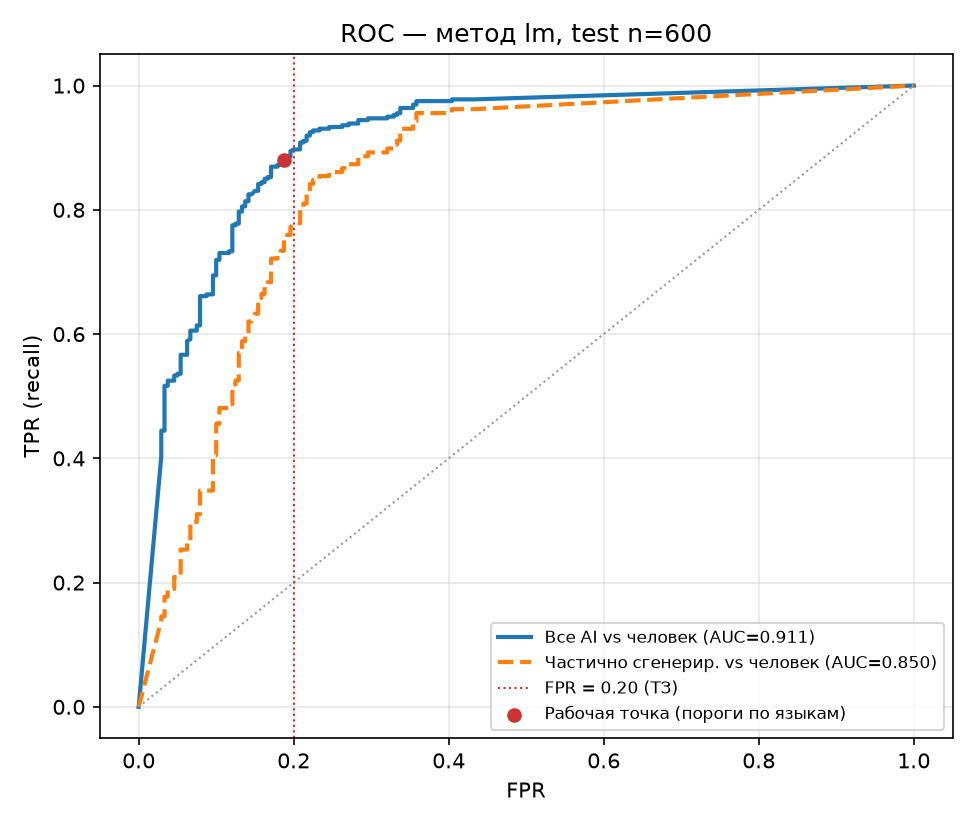 ROC — метод lm, test n=600
TPR (recall)
1.0
0.8
0.6
0.4
0.2
0.0
0.0 0.2 0.4 0.6 0.8 1.0
FPR
Все AI vs человек (AUC=0.911)
Частично сгенерир. vs человек (AUC=0.850)
FPR = 0.20 (ТЗ)
Рабочая точка (пороги по языкам)